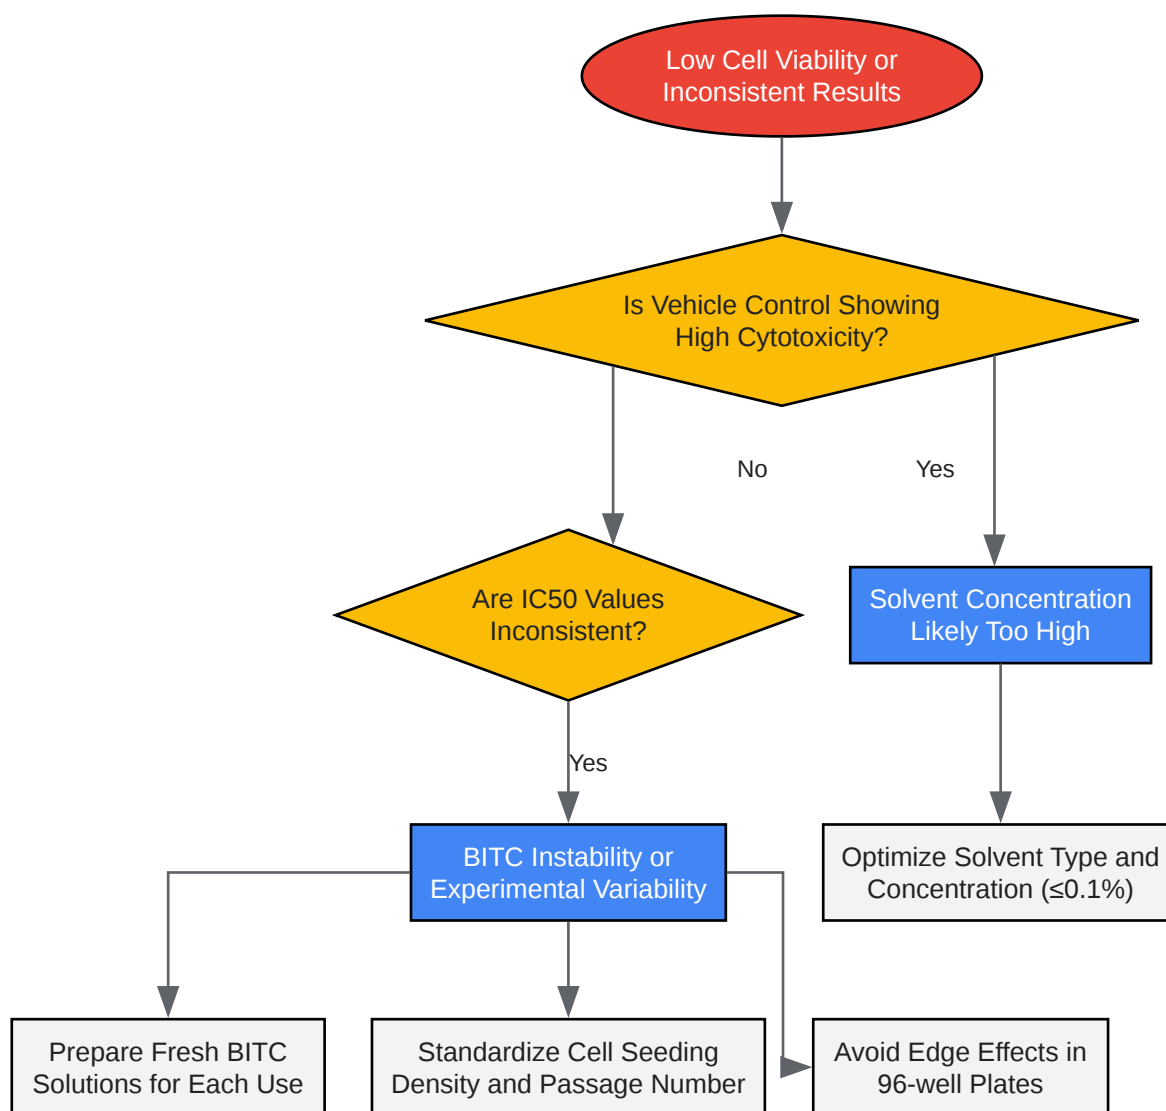 Low Cell Viability or
Inconsistent Results
Is Vehicle Control Showing
High Cytotoxicity?
No
Yes
Are IC50 Values
Inconsistent?
Solvent Concentration
Likely Too High
Yes
BITC Instability or
Experimental Variability
Optimize Solvent Type and
Concentration (≤0.1%)
Prepare Fresh BITC
Solutions for Each Use
Standardize Cell Seeding
Density and Passage Number
Avoid Edge Effects in
96-well Plates